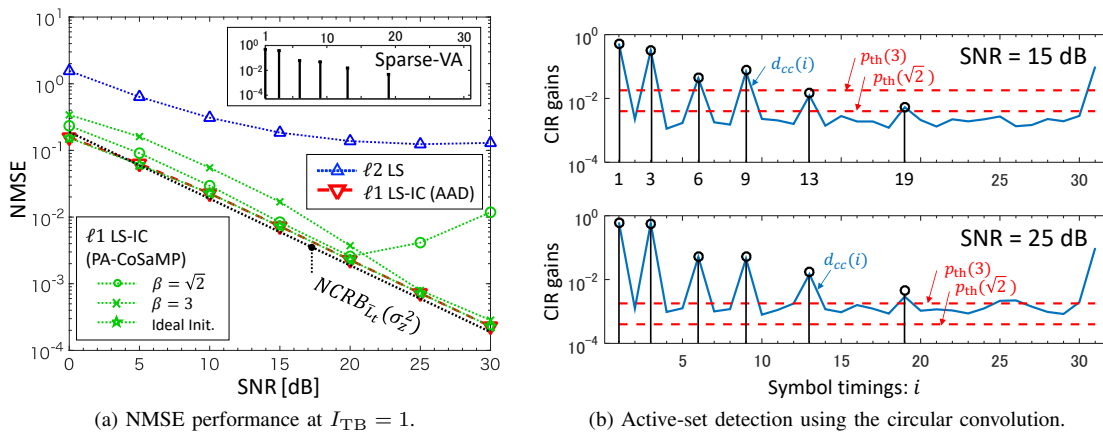 10^1
10^0
10^-1
10^-2
10^-3
10^-4
NMSE
0 5 10 15 20 25 30
SNR [dB]
1 10 20 30
10^0
10^-2
10^-4
Sparse-VA
ℓ2 LS
ℓ1 LS-IC (AAD)
ℓ1 LS-IC
(PA-CoSaMP)
β = √2
β = 3
Ideal Init.
NCRB_{L̄_t}(σ_z^2)
(a) NMSE performance at I_TB = 1.
10^0
10^-2
10^-4
CIR gains
SNR = 15 dB
d_cc(i)
p_th(3)
p_th(√2)
1 3 6 9 13 19 25 30
10^0
10^-2
10^-4
CIR gains
SNR = 25 dB
d_cc(i)
p_th(3)
p_th(√2)
5 10 15 20 25 30
Symbol timings: i
(b) Active-set detection using the circular convolution.